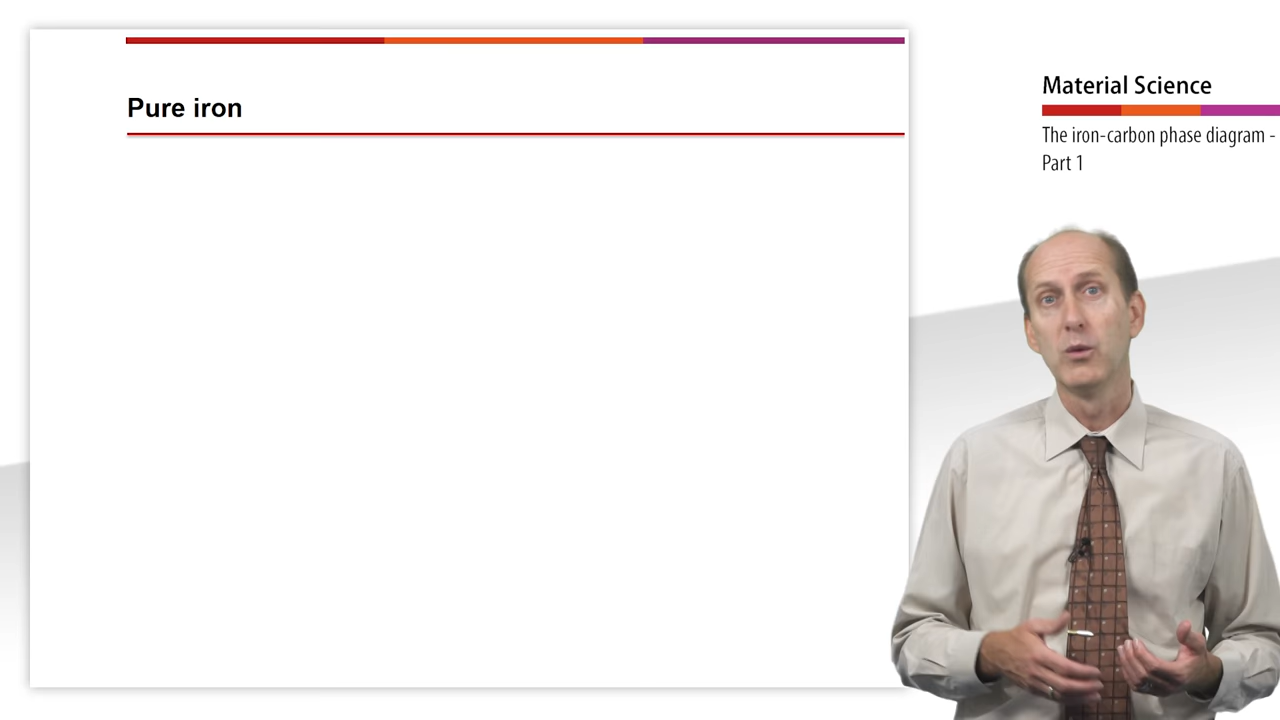 Pure iron
Material Science
The iron-carbon phase diagram -
Part 1